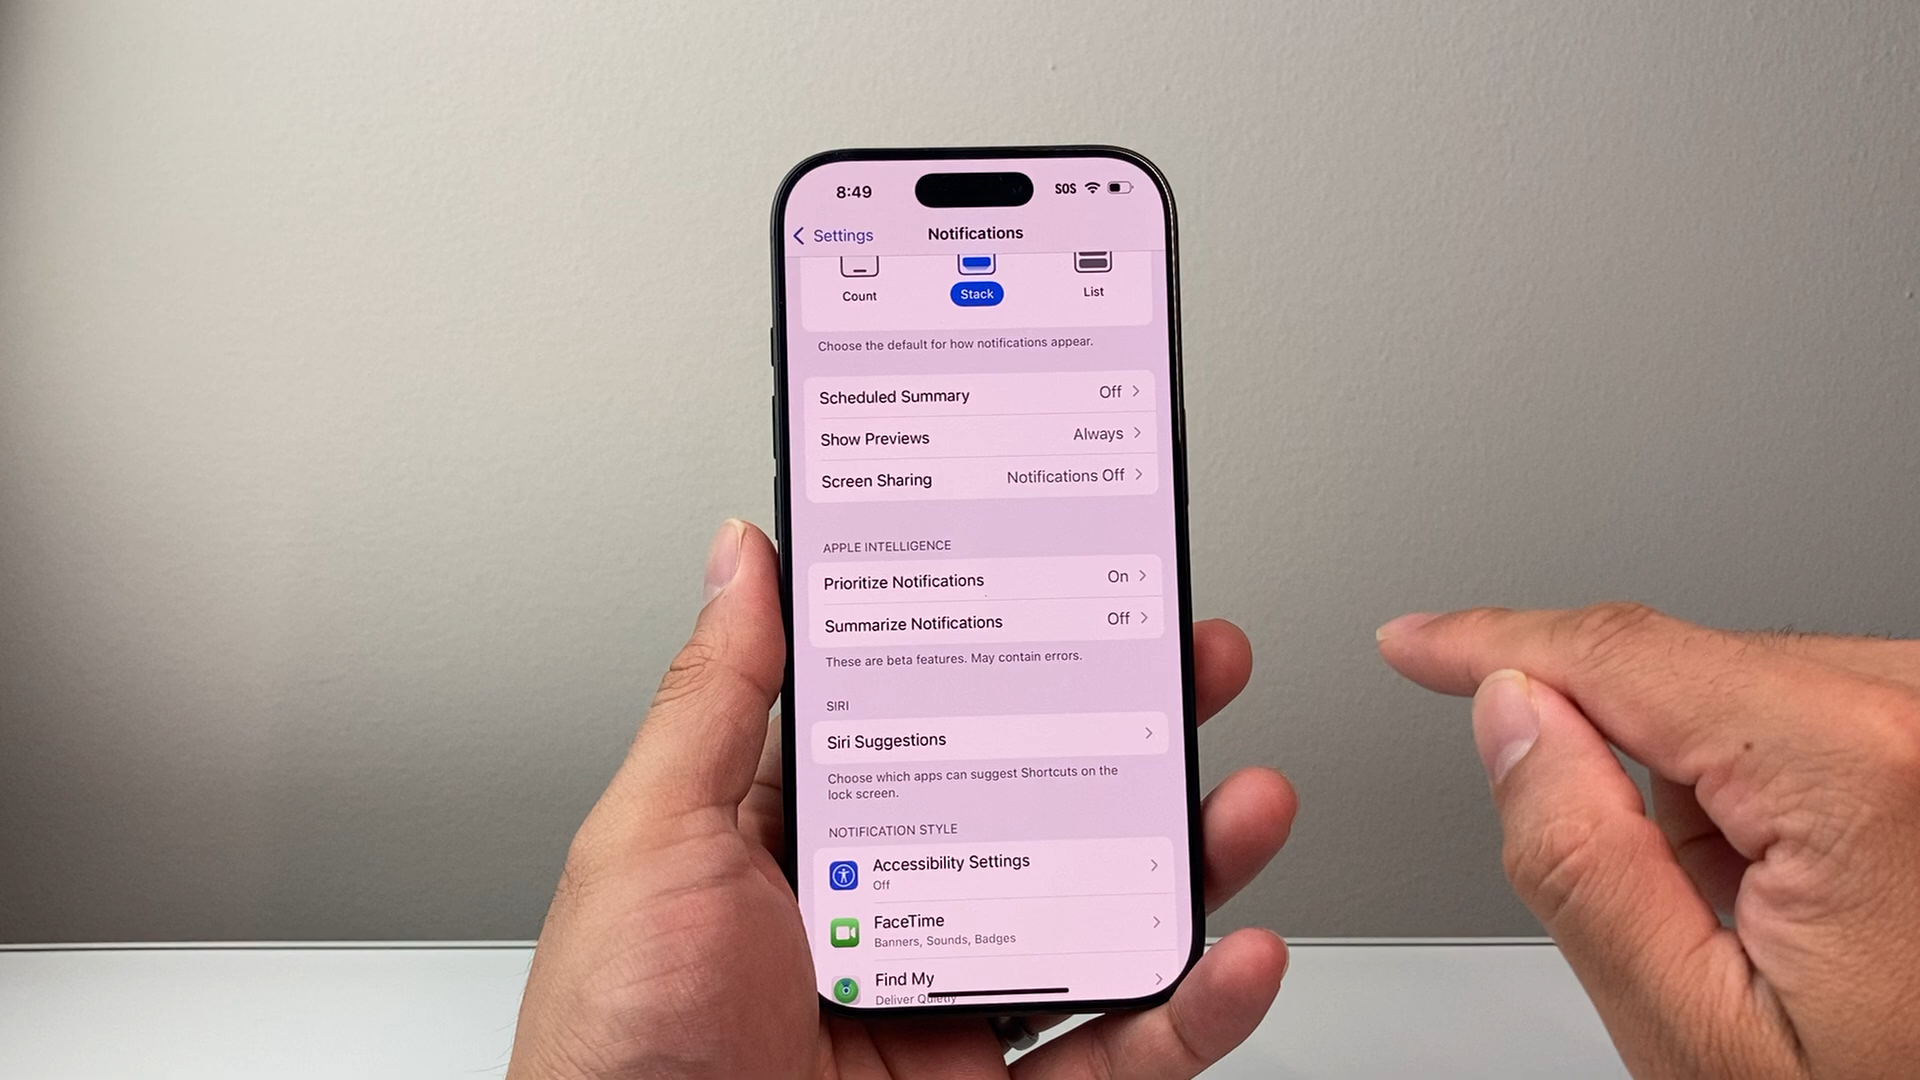 8:49
SOS
Settings
Notifications
Count
Stack
List
Choose the default for how notifications appear.
Scheduled Summary Off
Show Previews Always
Screen Sharing Notifications Off
APPLE INTELLIGENCE
Prioritize Notifications On
Summarize Notifications Off
These are beta features. May contain errors.
SIRI
Siri Suggestions
Choose which apps can suggest Shortcuts on the
lock screen.
NOTIFICATION STYLE
Accessibility Settings
Off
FaceTime
Banners, Sounds, Badges
Find My
Deliver Quietly